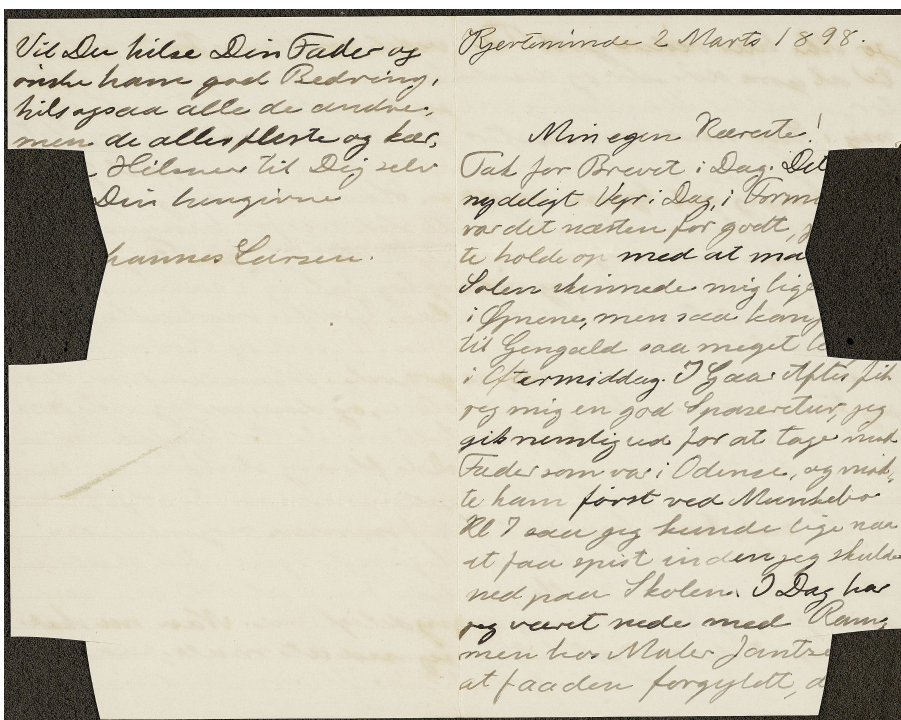 Vil Du hilse Din Fader og
ønske ham god Bedring,
hils ogsaa alle de andre,
men de allerfleste og kær,
Hilsner til Dig selv
Din hengivne
hannes Larsen.
Kjerteminde 2 Marts 1898.
Min egen Kæreste!
Tak for Brevet i Dag. Det
nydeligt Vejr i Dag, i Form
var det næsten for godt,
te holde op med at ma
Solen skinnede mig lige
i Øjnene, men saa kom
til Gengæld saa meget
i Eftermiddag. I Gaar Aftes fik
jeg mig en god Spaseretur, jeg
gik nemlig ud for at tage mod
Fader som var i Odense, og mød-
te ham først ved Munkebo
Kl 7 saa jeg kunde lige naa
at faa spist inden jeg skulde
ned paa Skolen. I Dag har
jeg været nede med Ram
men hos Maler Jantze
at faa den forgyldt, d